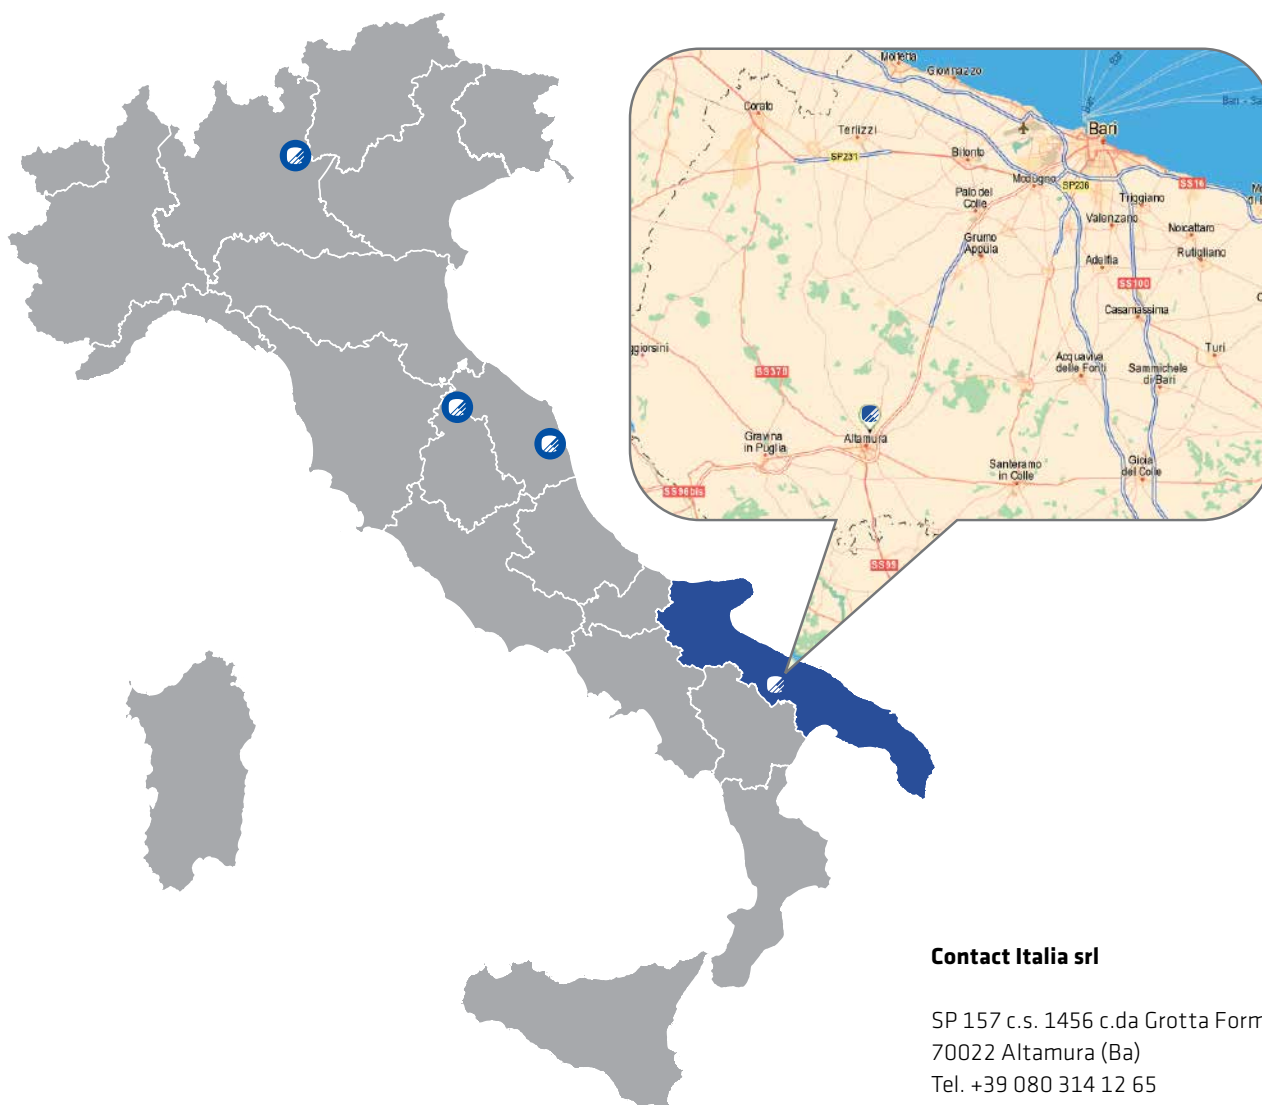 Molfetta
Giovinazzo
Corato
Terlizzi
Bari
SP231
Bitonto
Modugno
SP236
SS16
Palo del
Colle
Triggiano
Valenzano
Noicattaro
Grumo
Appula
Adelfia
Rutigliano
SS100
Casamassima
ggiorsini
Turi
Acquaviva
delle Fonti
Sammichele
di Bari
SS378
Altamura
Gravina
in Puglia
Santeramo
in Colle
Gioia
del Colle
SS96bis
SS95
Contact Italia srl
SP 157 c.s. 1456 c.da Grotta Form
70022 Altamura (Ba)
Tel. +39 080 314 12 65